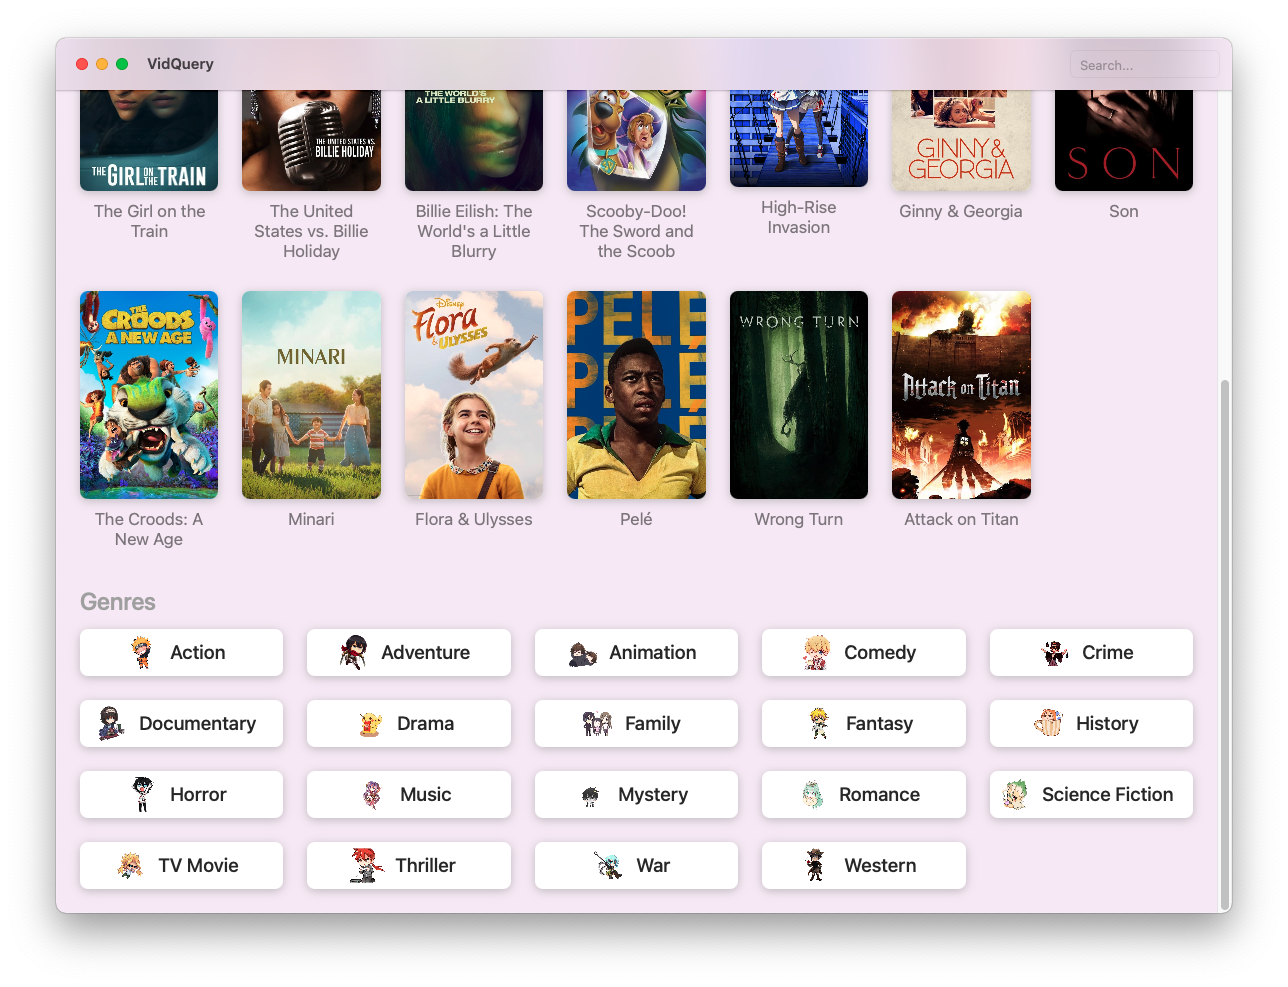 VidQuery
Search...
THE WORLD'S
A LITTLE BLURRY
THE GIRL ON THE TRAIN
THE UNITED STATES VS.
BILLIE HOLIDAY
GINNY &
GEORGIA
SON
The Girl on the
Train
The United
States vs. Billie
Holiday
Billie Eilish: The
World's a Little
Blurry
Scooby-Doo!
The Sword and
the Scoob
High-Rise
Invasion
Ginny & Georgia
Son
THE
CROODS
A NEW AGE
MINARI
Disney
Flora
& ULYSSES
PELÉ
PELÉ
PELÉ
WRONG TURN
Attack on Titan
The Croods: A
New Age
Minari
Flora & Ulysses
Pelé
Wrong Turn
Attack on Titan
Genres
Action
Adventure
Animation
Comedy
Crime
Documentary
Drama
Family
Fantasy
History
Horror
Music
Mystery
Romance
Science Fiction
TV Movie
Thriller
War
Western